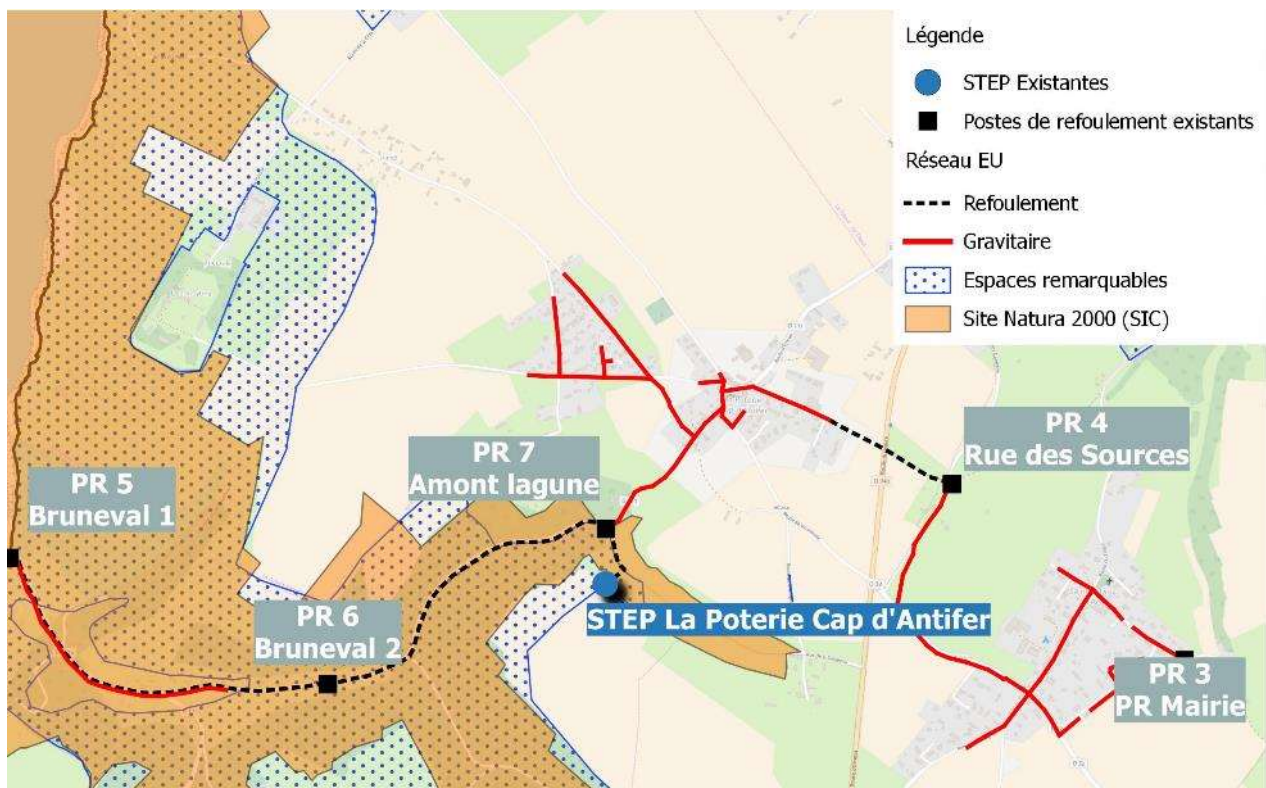 Légende
STEP Existantes
Postes de refoulement existants
Réseau EU
Refoulement
Gravitaire
Espaces remarquables
Site Natura 2000 (SIC)
PR 4
Rue des Sources
PR 7
Amont lagune
PR 5
Bruneval 1
PR 6
Bruneval 2
STEP La Poterie Cap d'Antifer
PR 3
PR Mairie